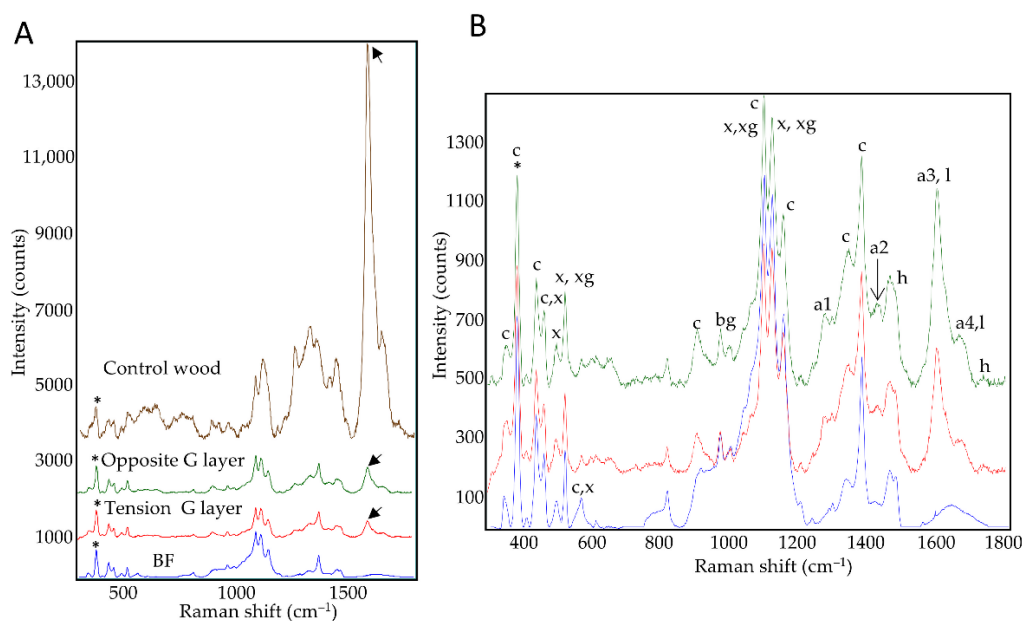 A
13,000
11,000
9000
7000
5000
3000
1000
Intensity (counts)
Control wood
*
*Opposite G layer
*Tension G layer
*
BF
500
1000
1500
Raman shift (cm⁻¹)
B
1300
1100
900
700
500
300
100
Intensity (counts)
c
c
*
c
c,x
x
x, xg
c,x
c
bg
c
x,xg
x, xg
c
a1
c
c
a2
h
a3, l
a4,l
h
400
600
800
1000
1200
1400
1600
1800
Raman shift (cm⁻¹)